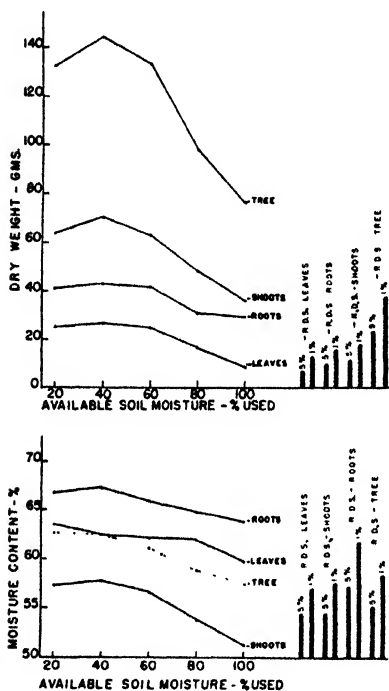 DRY WEIGHT - GMS.
140
120
100
80
60
40
20
0
-TREE
-SHOOTS
-ROOTS
-LEAVES
20 40 60 80 100
AVAILABLE SOIL MOISTURE - % USED
5% -R.D.S. LEAVES 1%
5% -R.D.S. ROOTS 1%
5% -R.D.S.-SHOOTS 1%
-R.D.S. TREE 1%
MOISTURE CONTENT-%
70
65
60
55
50
-ROOTS
-LEAVES
-TREE
-SHOOTS
20 40 60 80 100
AVAILABLE SOIL MOISTURE - % USED
5% R.D.S. LEAVES 1%
5% R.D.S.-SHOOTS 1%
5% R.D.S.-ROOTS 1%
5% R.D.S-TREE 1%